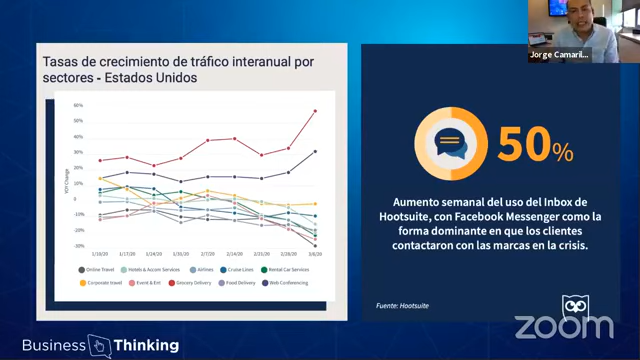 Jorge Camaril...
Tasas de crecimiento de tráfico interanual por
sectores - Estados Unidos
60%
50%
40%
30%
20%
10%
0
-10%
-20%
-30%
YOY Change
1/10/20
1/17/20
1/24/20
1/31/20
2/7/20
2/14/20
2/21/20
2/28/20
3/6/20
Online Travel
Hotels & Accom Services
Airlines
Cruise Lines
Rental Car Services
Corporate travel
Event & Ent
Grocery Delivery
Food Delivery
Web Conferencing
50%
Aumento semanal del uso del Inbox de
Hootsuite, con Facebook Messenger como la
forma dominante en que los clientes
contactaron con las marcas en la crisis.
Fuente: Hootsuite
zoom
Business Thinking